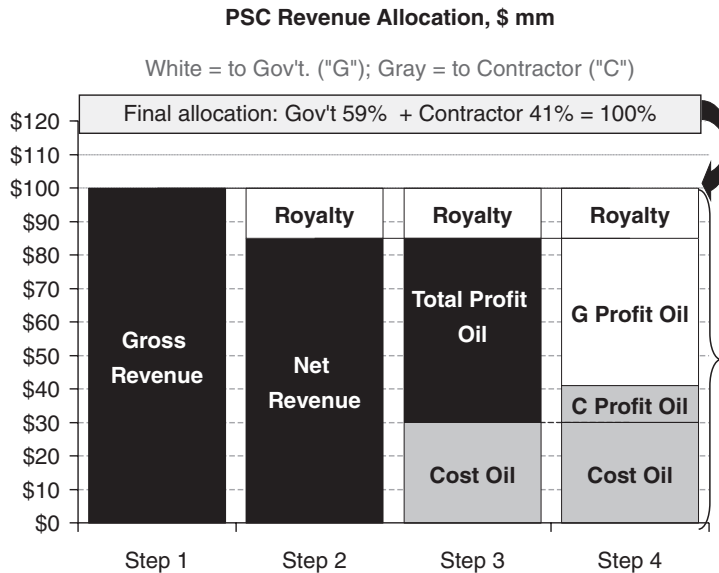 PSC Revenue Allocation, $ mm
White = to Gov't. ("G"); Gray = to Contractor ("C")
Final allocation: Gov't 59% + Contractor 41% = 100%
$120
$110
$100
$90
$80
$70
$60
$50
$40
$30
$20
$10
$0
Gross
Revenue
Royalty
Net
Revenue
Royalty
Total Profit
Oil
Cost Oil
Royalty
G Profit Oil
C Profit Oil
Cost Oil
Step 1
Step 2
Step 3
Step 4